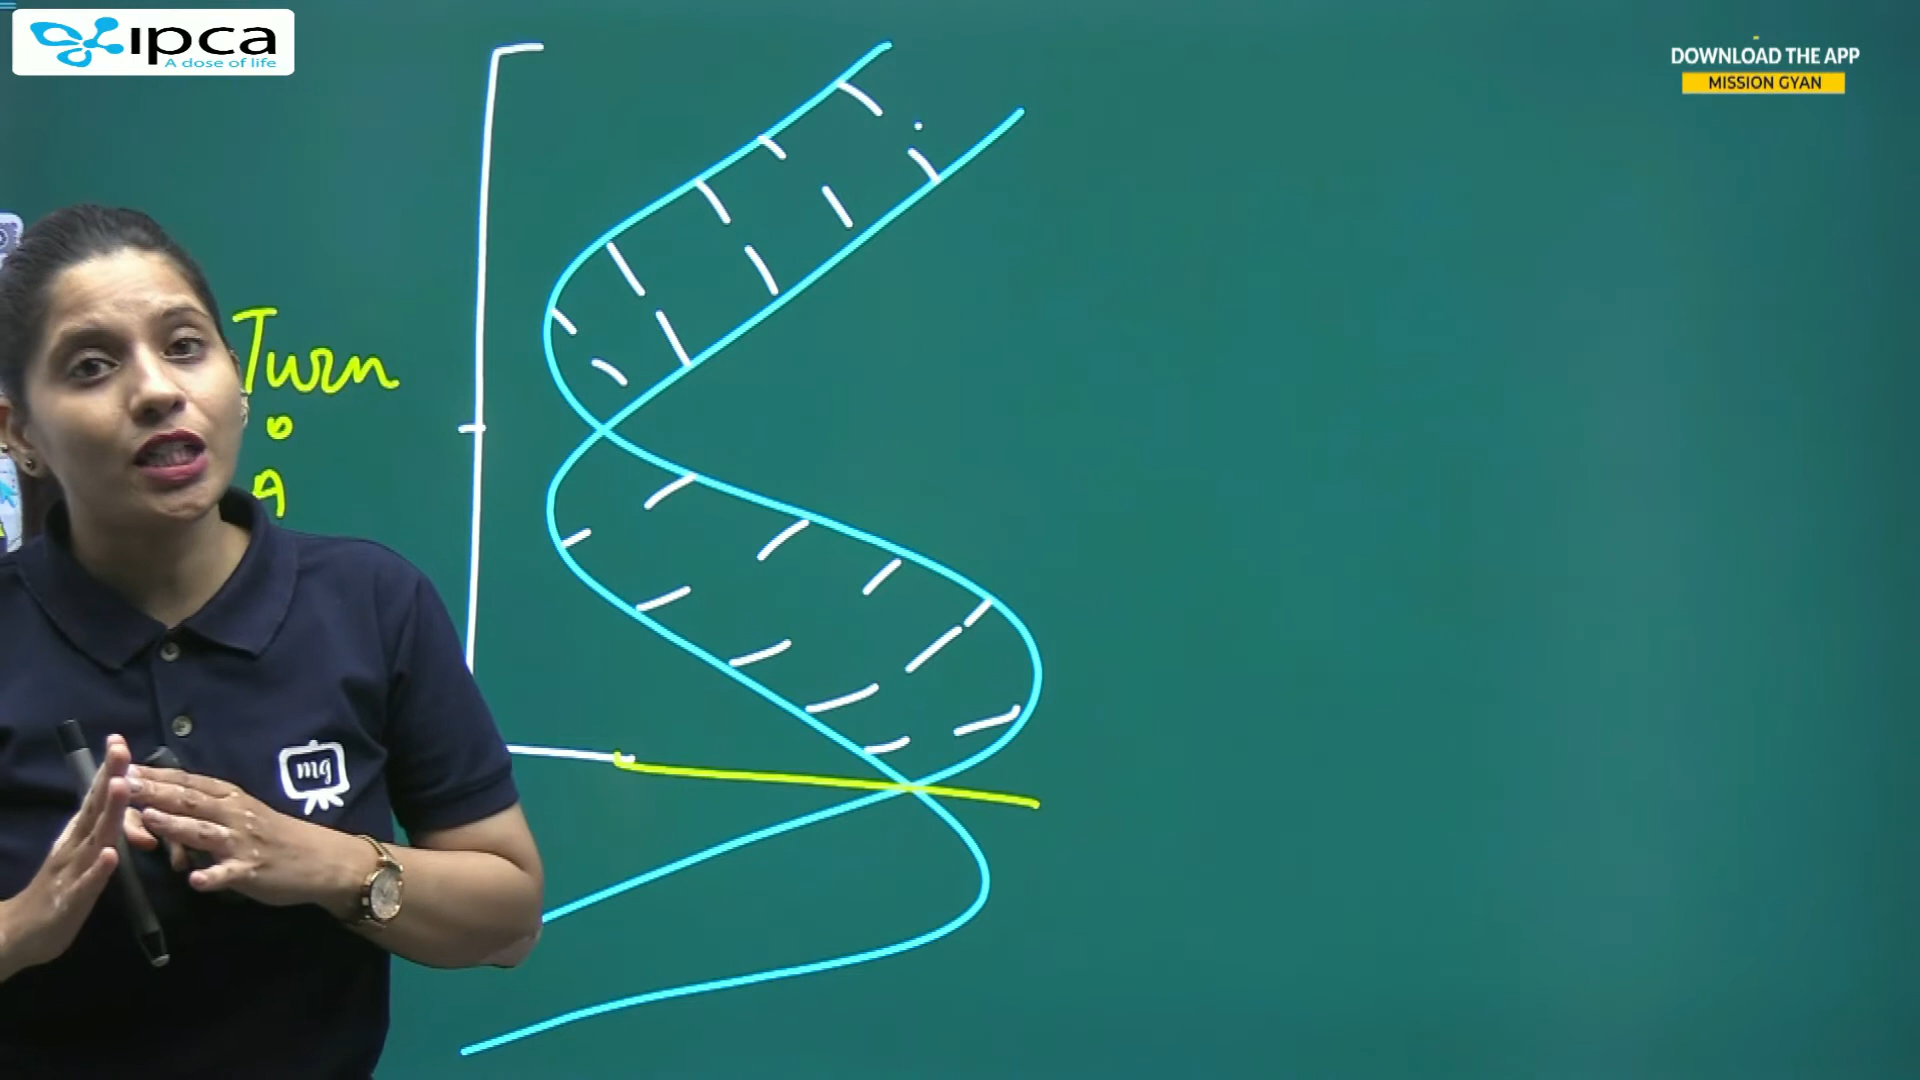 ipca
A dose of life
DOWNLOAD THE APP
MISSION GYAN
Turn
A
mg